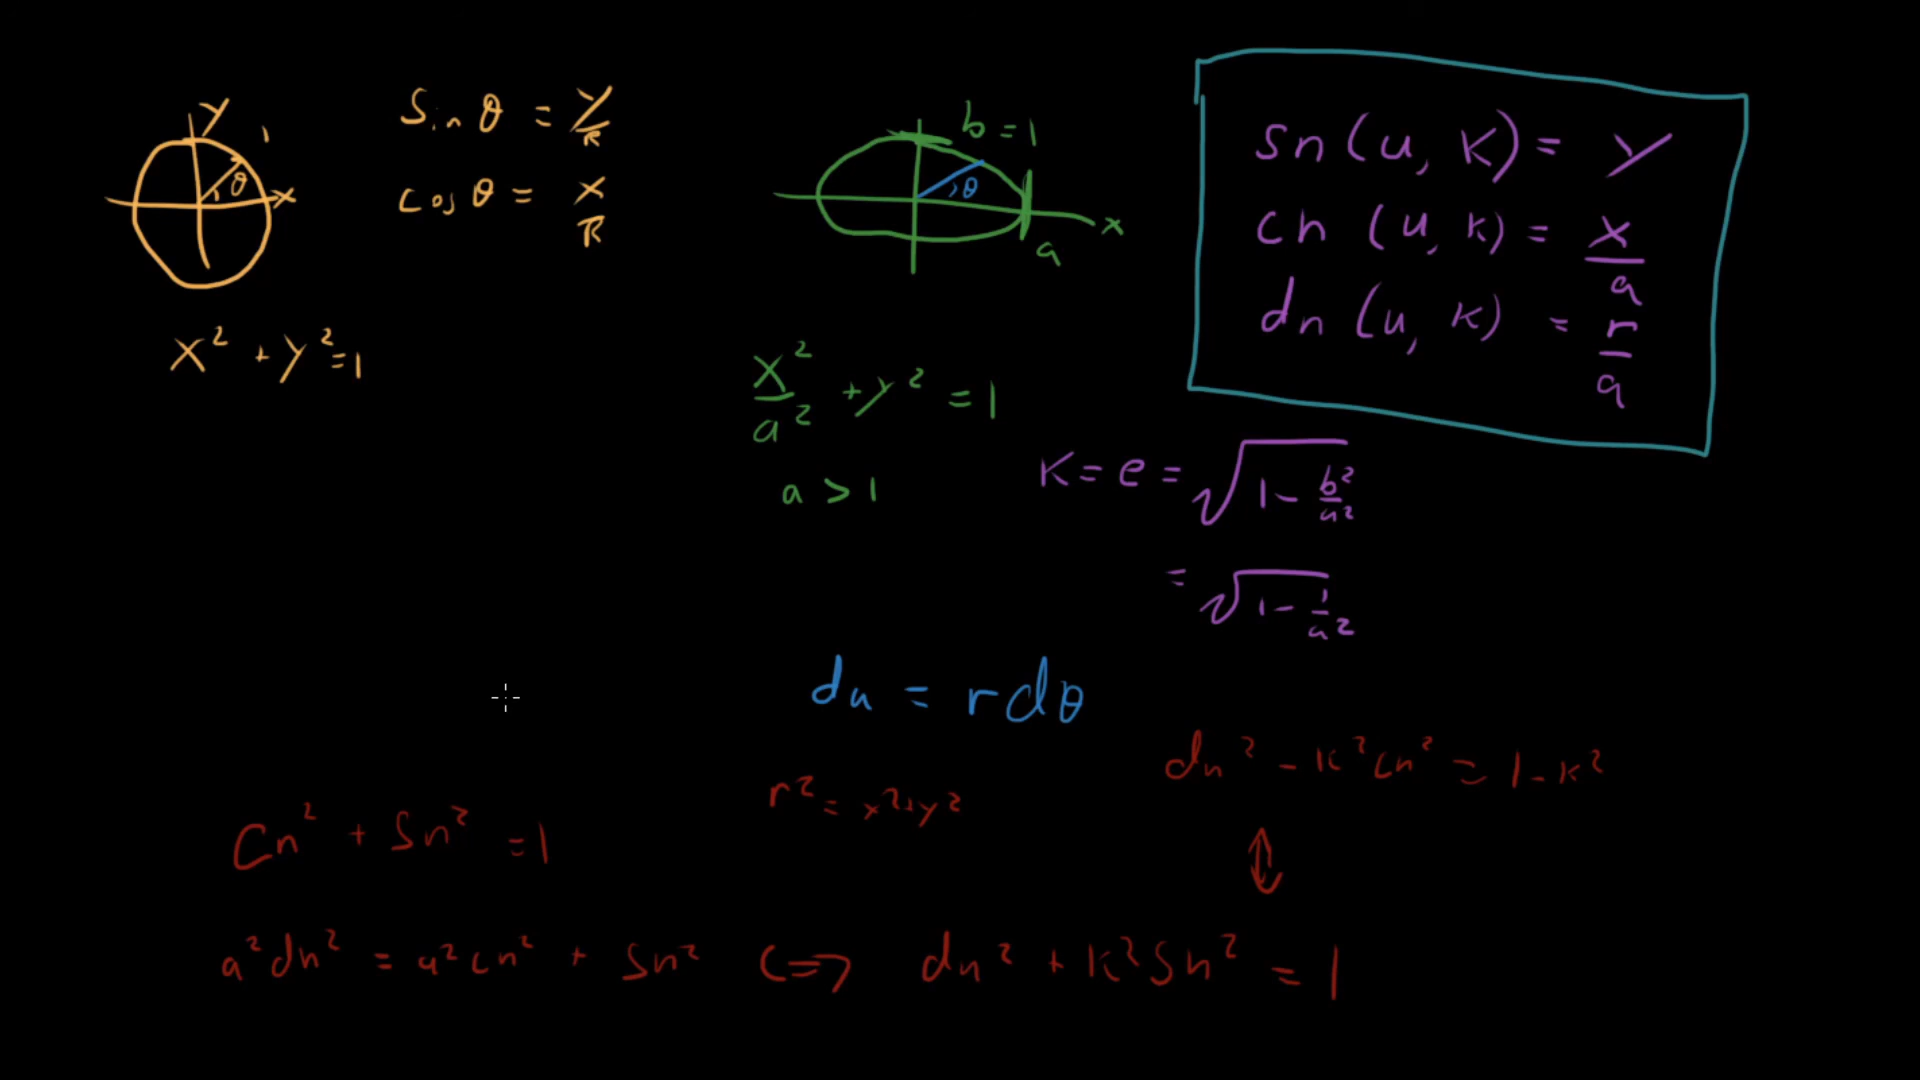 y
1
θ
x
Sin θ = y/R
cos θ = x/R
x² + y² = 1
b = 1
θ
x
a
x²/a² + y² = 1
a > 1
sn(u, k) = y
cn(u, k) = x/a
dn(u, k) = r/a
k = e = √(1 - b²/a²)
= √(1 - 1/a²)
du = r dθ
r² = x² + y²
dn² - k²cn² = 1 - k²
↕
Cn² + Sn² = 1
a²dn² = a²cn² + Sn² <=> dn² + k²Sn² = 1